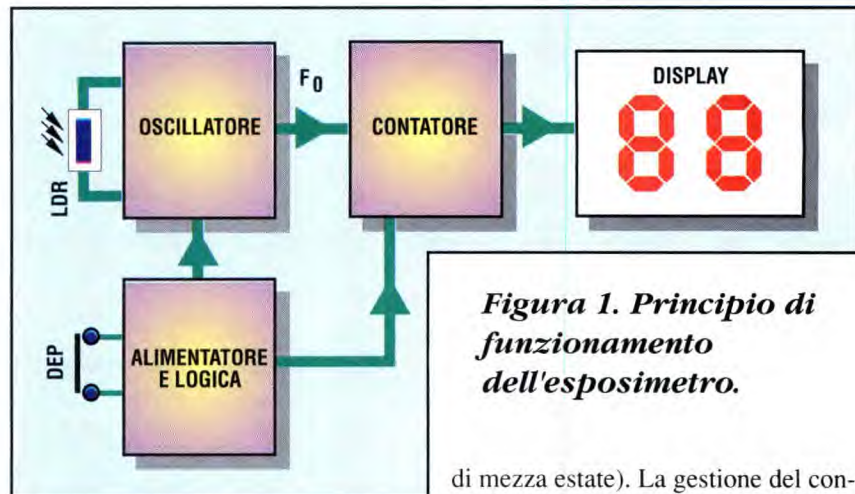 LDR
OSCILLATORE
F0
CONTATORE
DISPLAY
88
DEP
ALIMENTATORE
E LOGICA
Figura 1. Principio di
funzionamento
dell'esposimetro.
di mezza estate). La gestione del con-